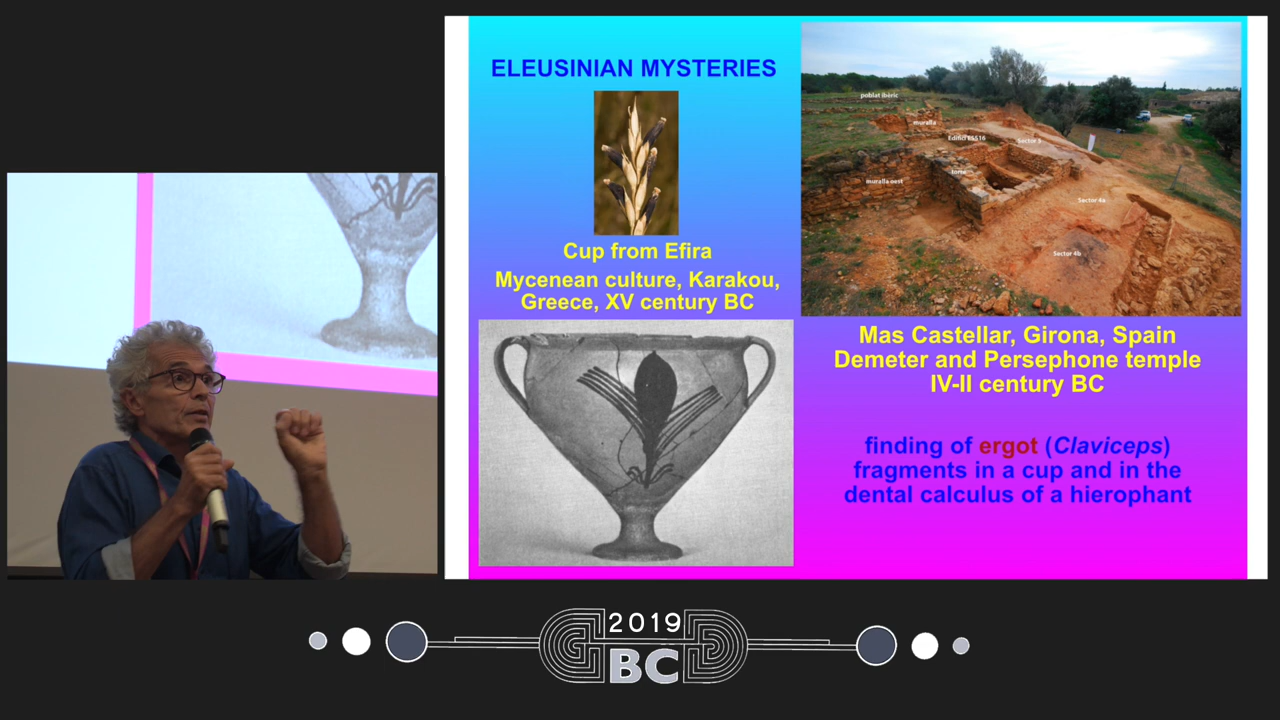 ELEUSINIAN MYSTERIES
Cup from Efira
Mycenean culture, Karakou,
Greece, XV century BC
poblat ibèric
muralla
Edifici
Sector 5
torre
muralla oest
Sector 4a
Sector 4b
Mas Castellar, Girona, Spain
Demeter and Persephone temple
IV-II century BC
finding of ergot (Claviceps)
fragments in a cup and in the
dental calculus of a hierophant
2019
BC